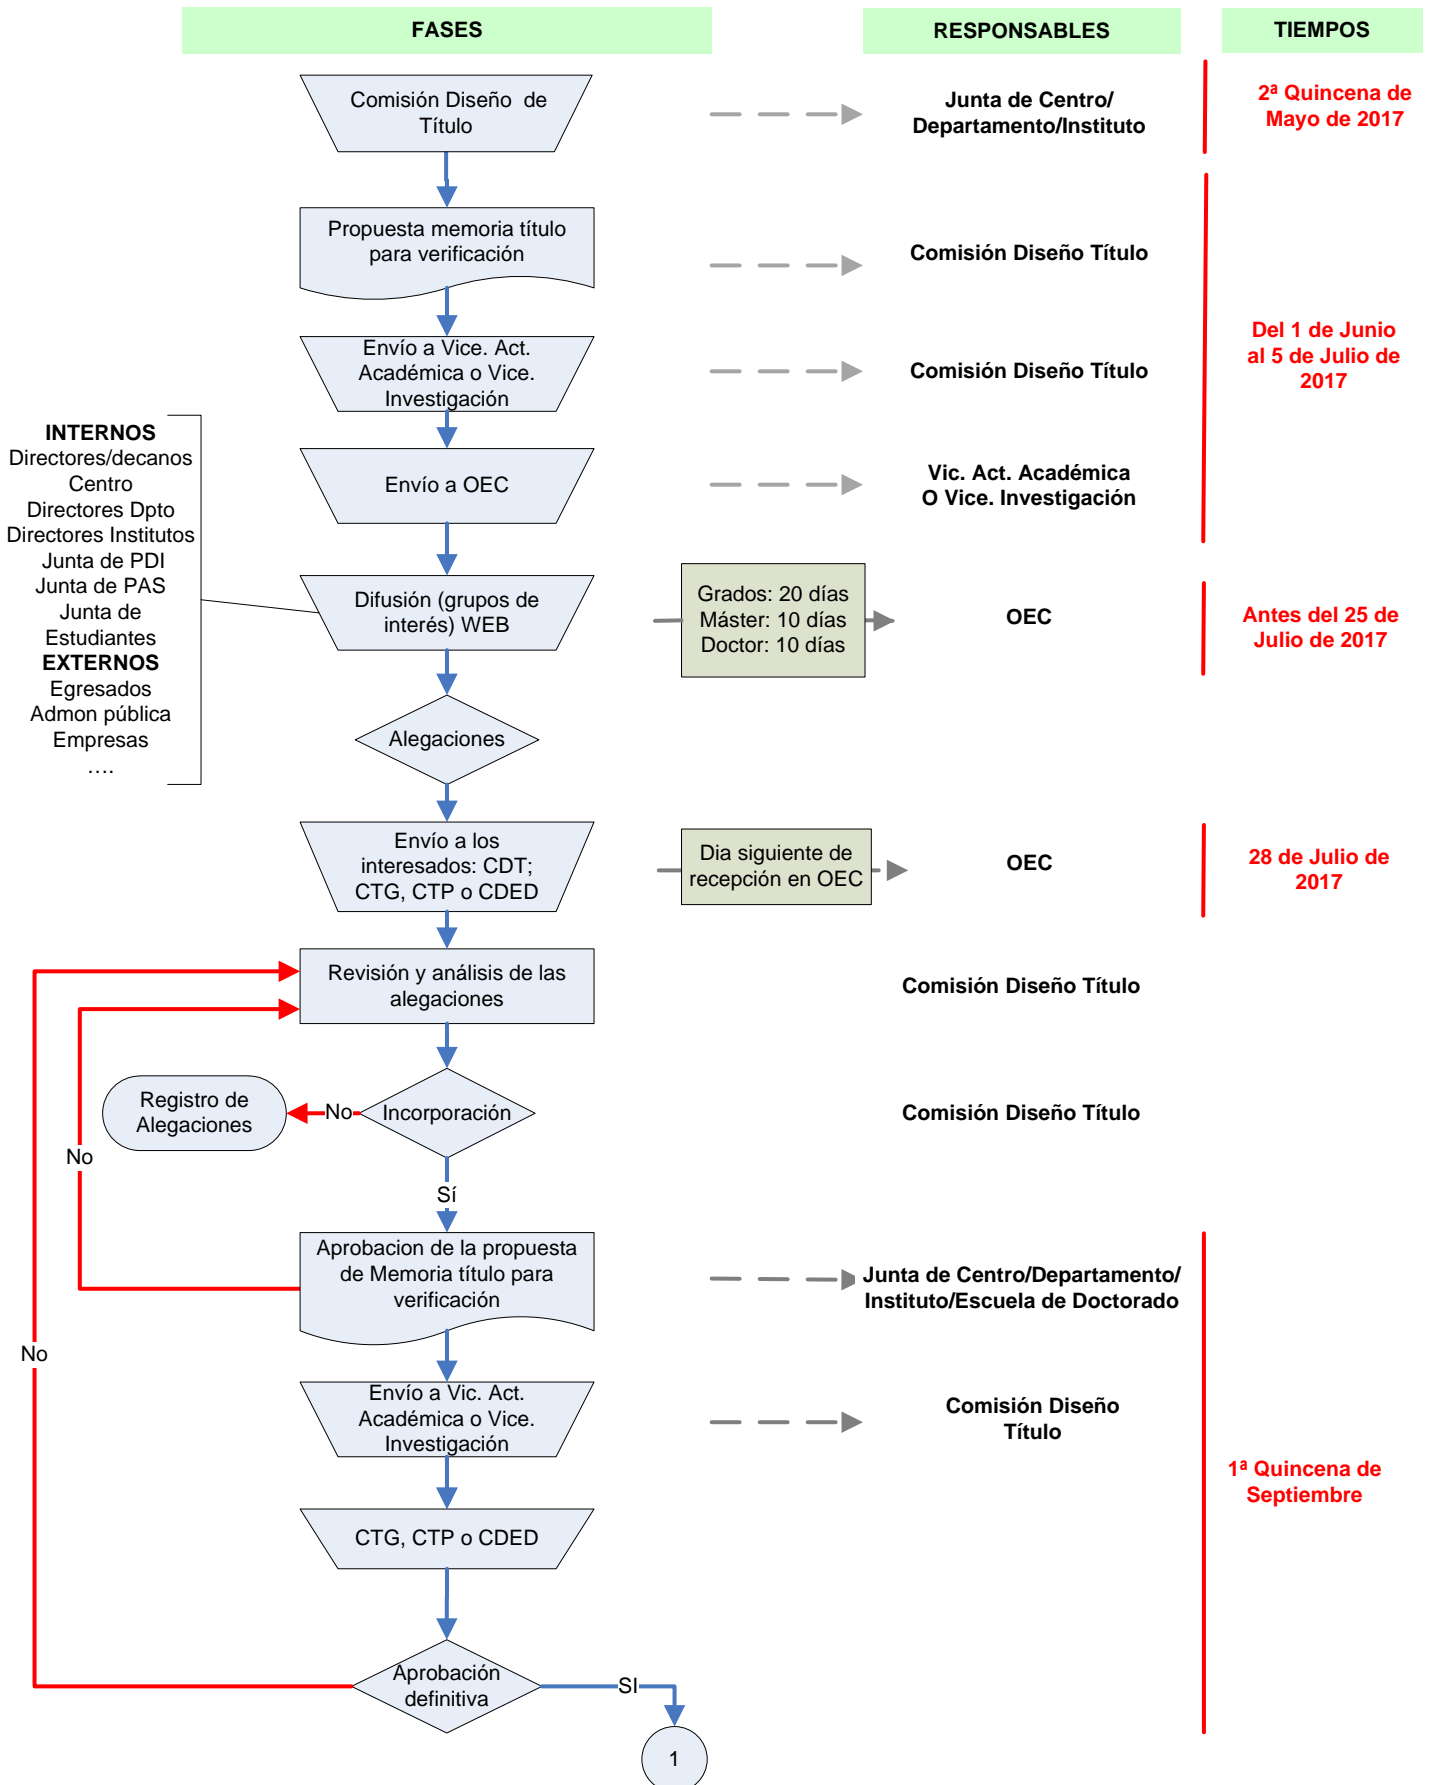 FASES
RESPONSABLES
TIEMPOS
Comisión Diseño de
Título
Junta de Centro/
Departamento/Instituto
2ª Quincena de
Mayo de 2017
Propuesta memoria título
para verificación
Comisión Diseño Título
Envío a Vice. Act.
Académica o Vice.
Investigación
Comisión Diseño Título
Del 1 de Junio
al 5 de Julio de
2017
Envío a OEC
Vic. Act. Académica
O Vice. Investigación
INTERNOS
Directores/decanos
Centro
Directores Dpto
Directores Institutos
Junta de PDI
Junta de PAS
Junta de
Estudiantes
EXTERNOS
Egresados
Admon pública
Empresas
....
Difusión (grupos de
interés) WEB
Grados: 20 días
Máster: 10 días
Doctor: 10 días
OEC
Antes del 25 de
Julio de 2017
Alegaciones
Envío a los
interesados: CDT;
CTG, CTP o CDED
Dia siguiente de
recepción en OEC
OEC
28 de Julio de
2017
Revisión y análisis de las
alegaciones
Comisión Diseño Título
Registro de
Alegaciones
No
Incorporación
Comisión Diseño Título
No
Sí
Aprobacion de la propuesta
de Memoria título para
verificación
Junta de Centro/Departamento/
Instituto/Escuela de Doctorado
No
Envío a Vic. Act.
Académica o Vice.
Investigación
Comisión Diseño
Título
1ª Quincena de
Septiembre
CTG, CTP o CDED
Aprobación
definitiva
SI
1